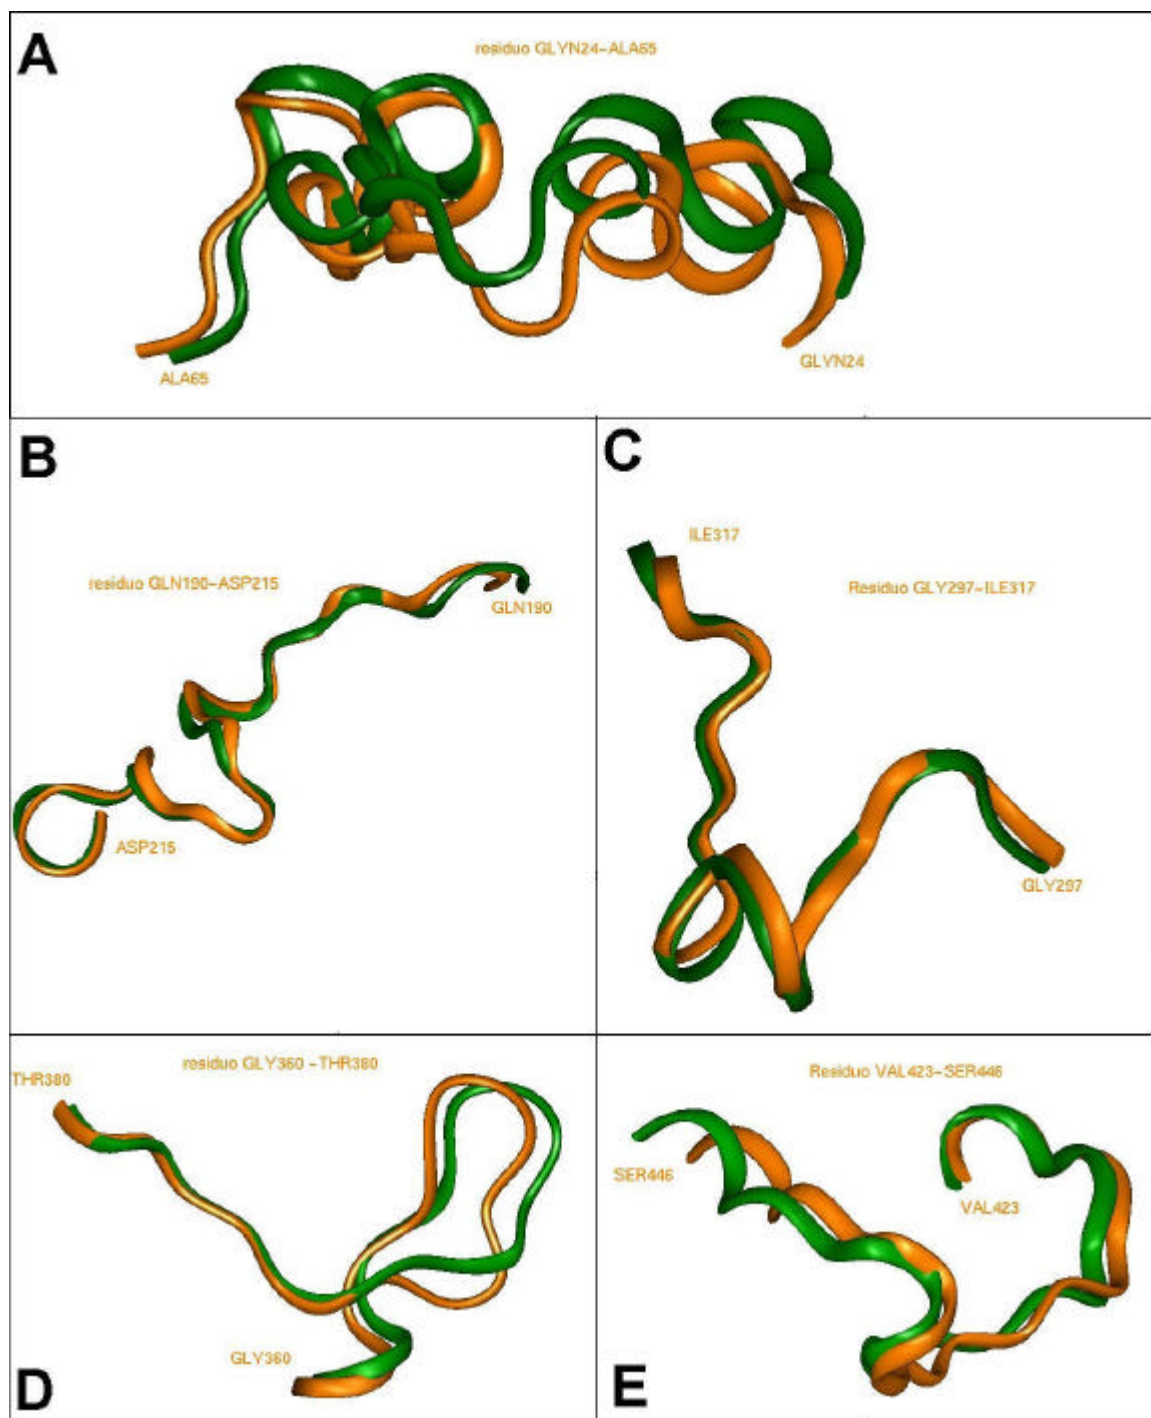 A
residuo GLYN24-ALA65
ALA65
GLYN24
B
residuo GLN190-ASP215
GLN190
ASP215
C
ILE317
Residuo GLY297-ILE317
GLY297
D
residuo GLY360 -THR380
THR380
GLY360
E
Residuo VAL423-SER446
SER446
VAL423